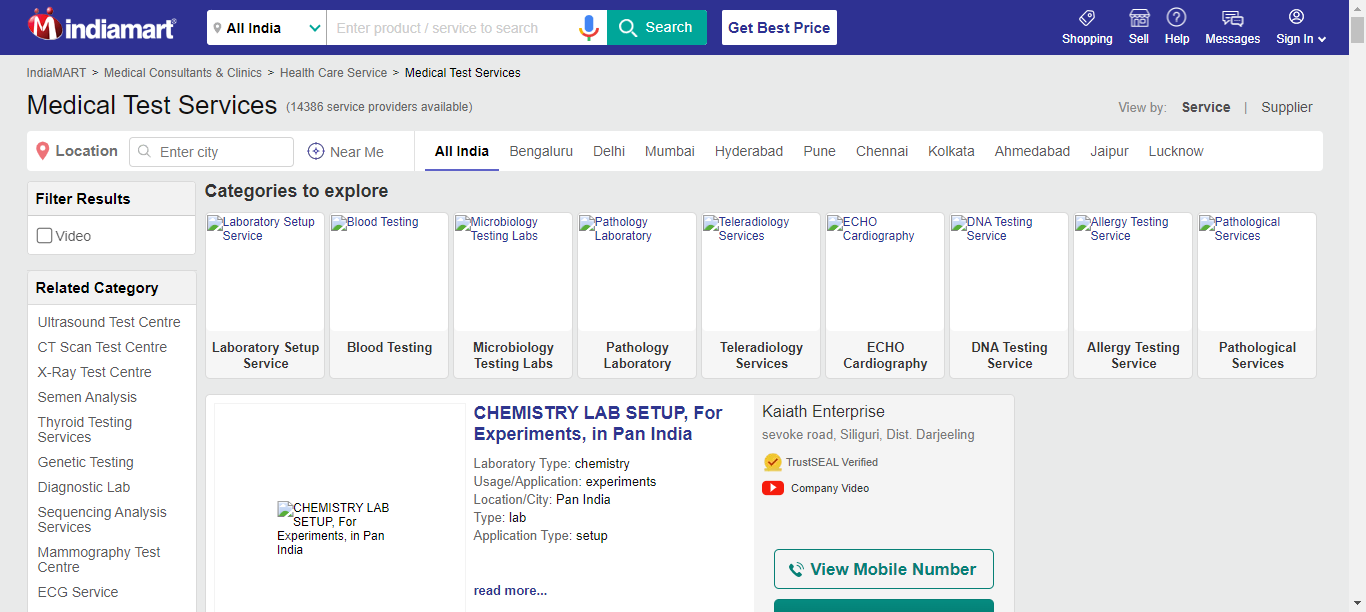 indiamart
All India
Enter product / service to search
Search
Get Best Price
Shopping
Sell
Help
Messages
Sign In
IndiaMART > Medical Consultants & Clinics > Health Care Service > Medical Test Services
Medical Test Services (14386 service providers available)
View by: Service | Supplier
Location
Enter city
Near Me
All India
Bengaluru
Delhi
Mumbai
Hyderabad
Pune
Chennai
Kolkata
Ahmedabad
Jaipur
Lucknow
Filter Results
Video
Related Category
Ultrasound Test Centre
CT Scan Test Centre
X-Ray Test Centre
Semen Analysis
Thyroid Testing
Services
Genetic Testing
Diagnostic Lab
Sequencing Analysis
Services
Mammography Test
Centre
ECG Service
Categories to explore
Laboratory Setup
Service
Laboratory Setup
Service
Blood Testing
Blood Testing
Microbiology
Testing Labs
Microbiology
Testing Labs
Pathology
Laboratory
Pathology
Laboratory
Teleradiology
Services
Teleradiology
Services
ECHO
Cardiography
ECHO
Cardiography
DNA Testing
Service
DNA Testing
Service
Allergy Testing
Service
Allergy Testing
Service
Pathological
Services
Pathological
Services
CHEMISTRY LAB
SETUP, For
Experiments, in Pan
India
CHEMISTRY LAB SETUP, For
Experiments, in Pan India
Laboratory Type: chemistry
Usage/Application: experiments
Location/City: Pan India
Type: lab
Application Type: setup
read more...
Kaiath Enterprise
sevoke road, Siliguri, Dist. Darjeeling
TrustSEAL Verified
Company Video
View Mobile Number